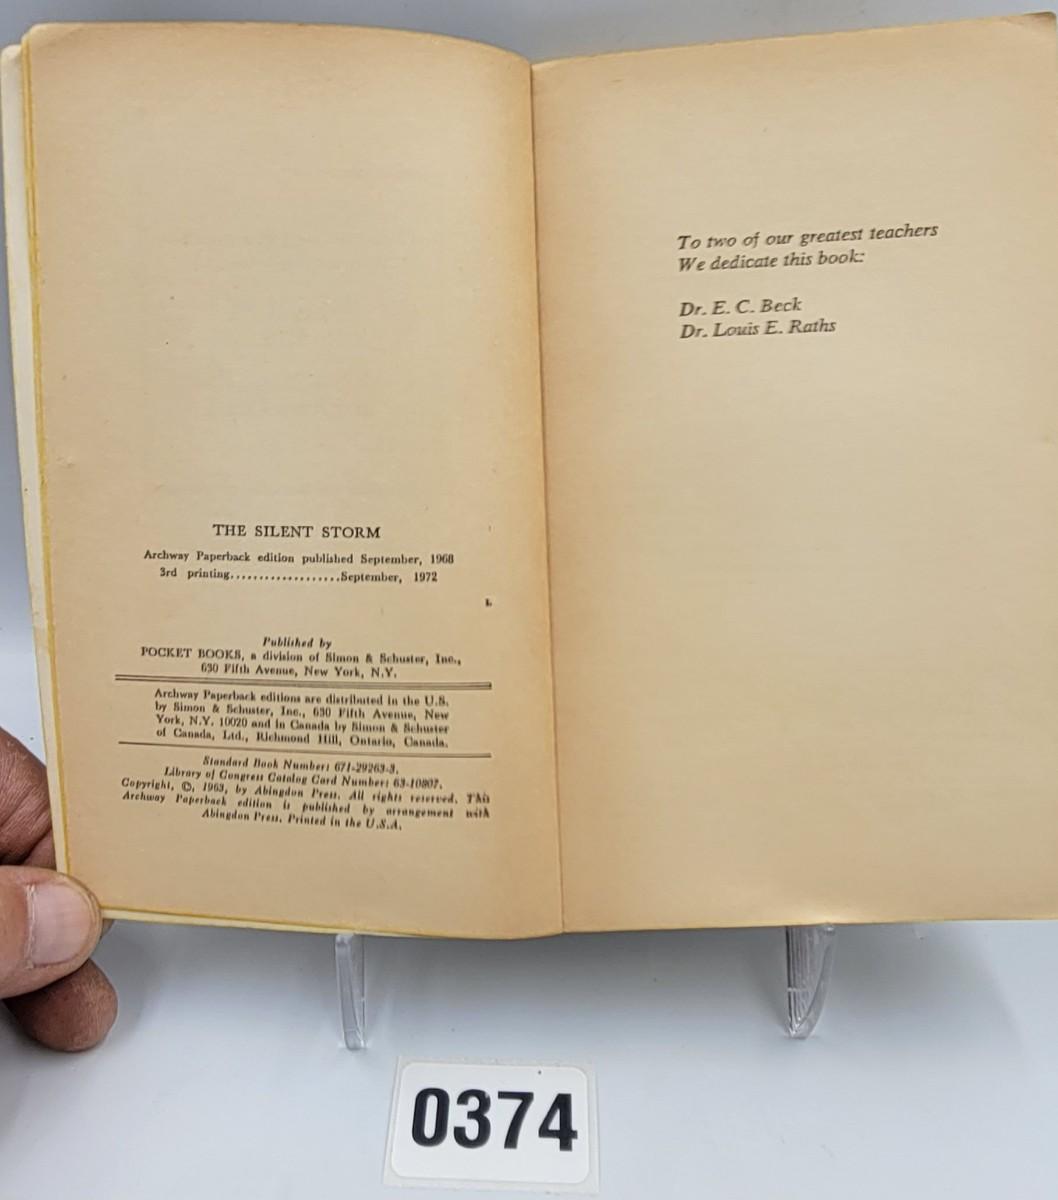 THE SILENT STORM
Archway Paperback edition published September, 1968
3rd printing...................September, 1972
L
Published by
POCKET BOOKS, a division of Simon & Schuster, Inc.,
630 Fifth Avenue, New York, N.Y.
Archway Paperback editions are distributed in the U.S.
by Simon & Schuster, Inc., 630 Fifth Avenue, New
York, N.Y. 10020 and in Canada by Simon & Schuster
of Canada, Ltd., Richmond Hill, Ontario, Canada.
Standard Book Number: 671-29263-3.
Library of Congress Catalog Card Number: 63-10807.
Copyright, ©, 1963, by Abingdon Press. All rights reserved. This
Archway Paperback edition is published by arrangement with
Abingdon Press. Printed in the U.S.A.
To two of our greatest teachers
We dedicate this book:
Dr. E. C. Beck
Dr. Louis E. Raths
0374